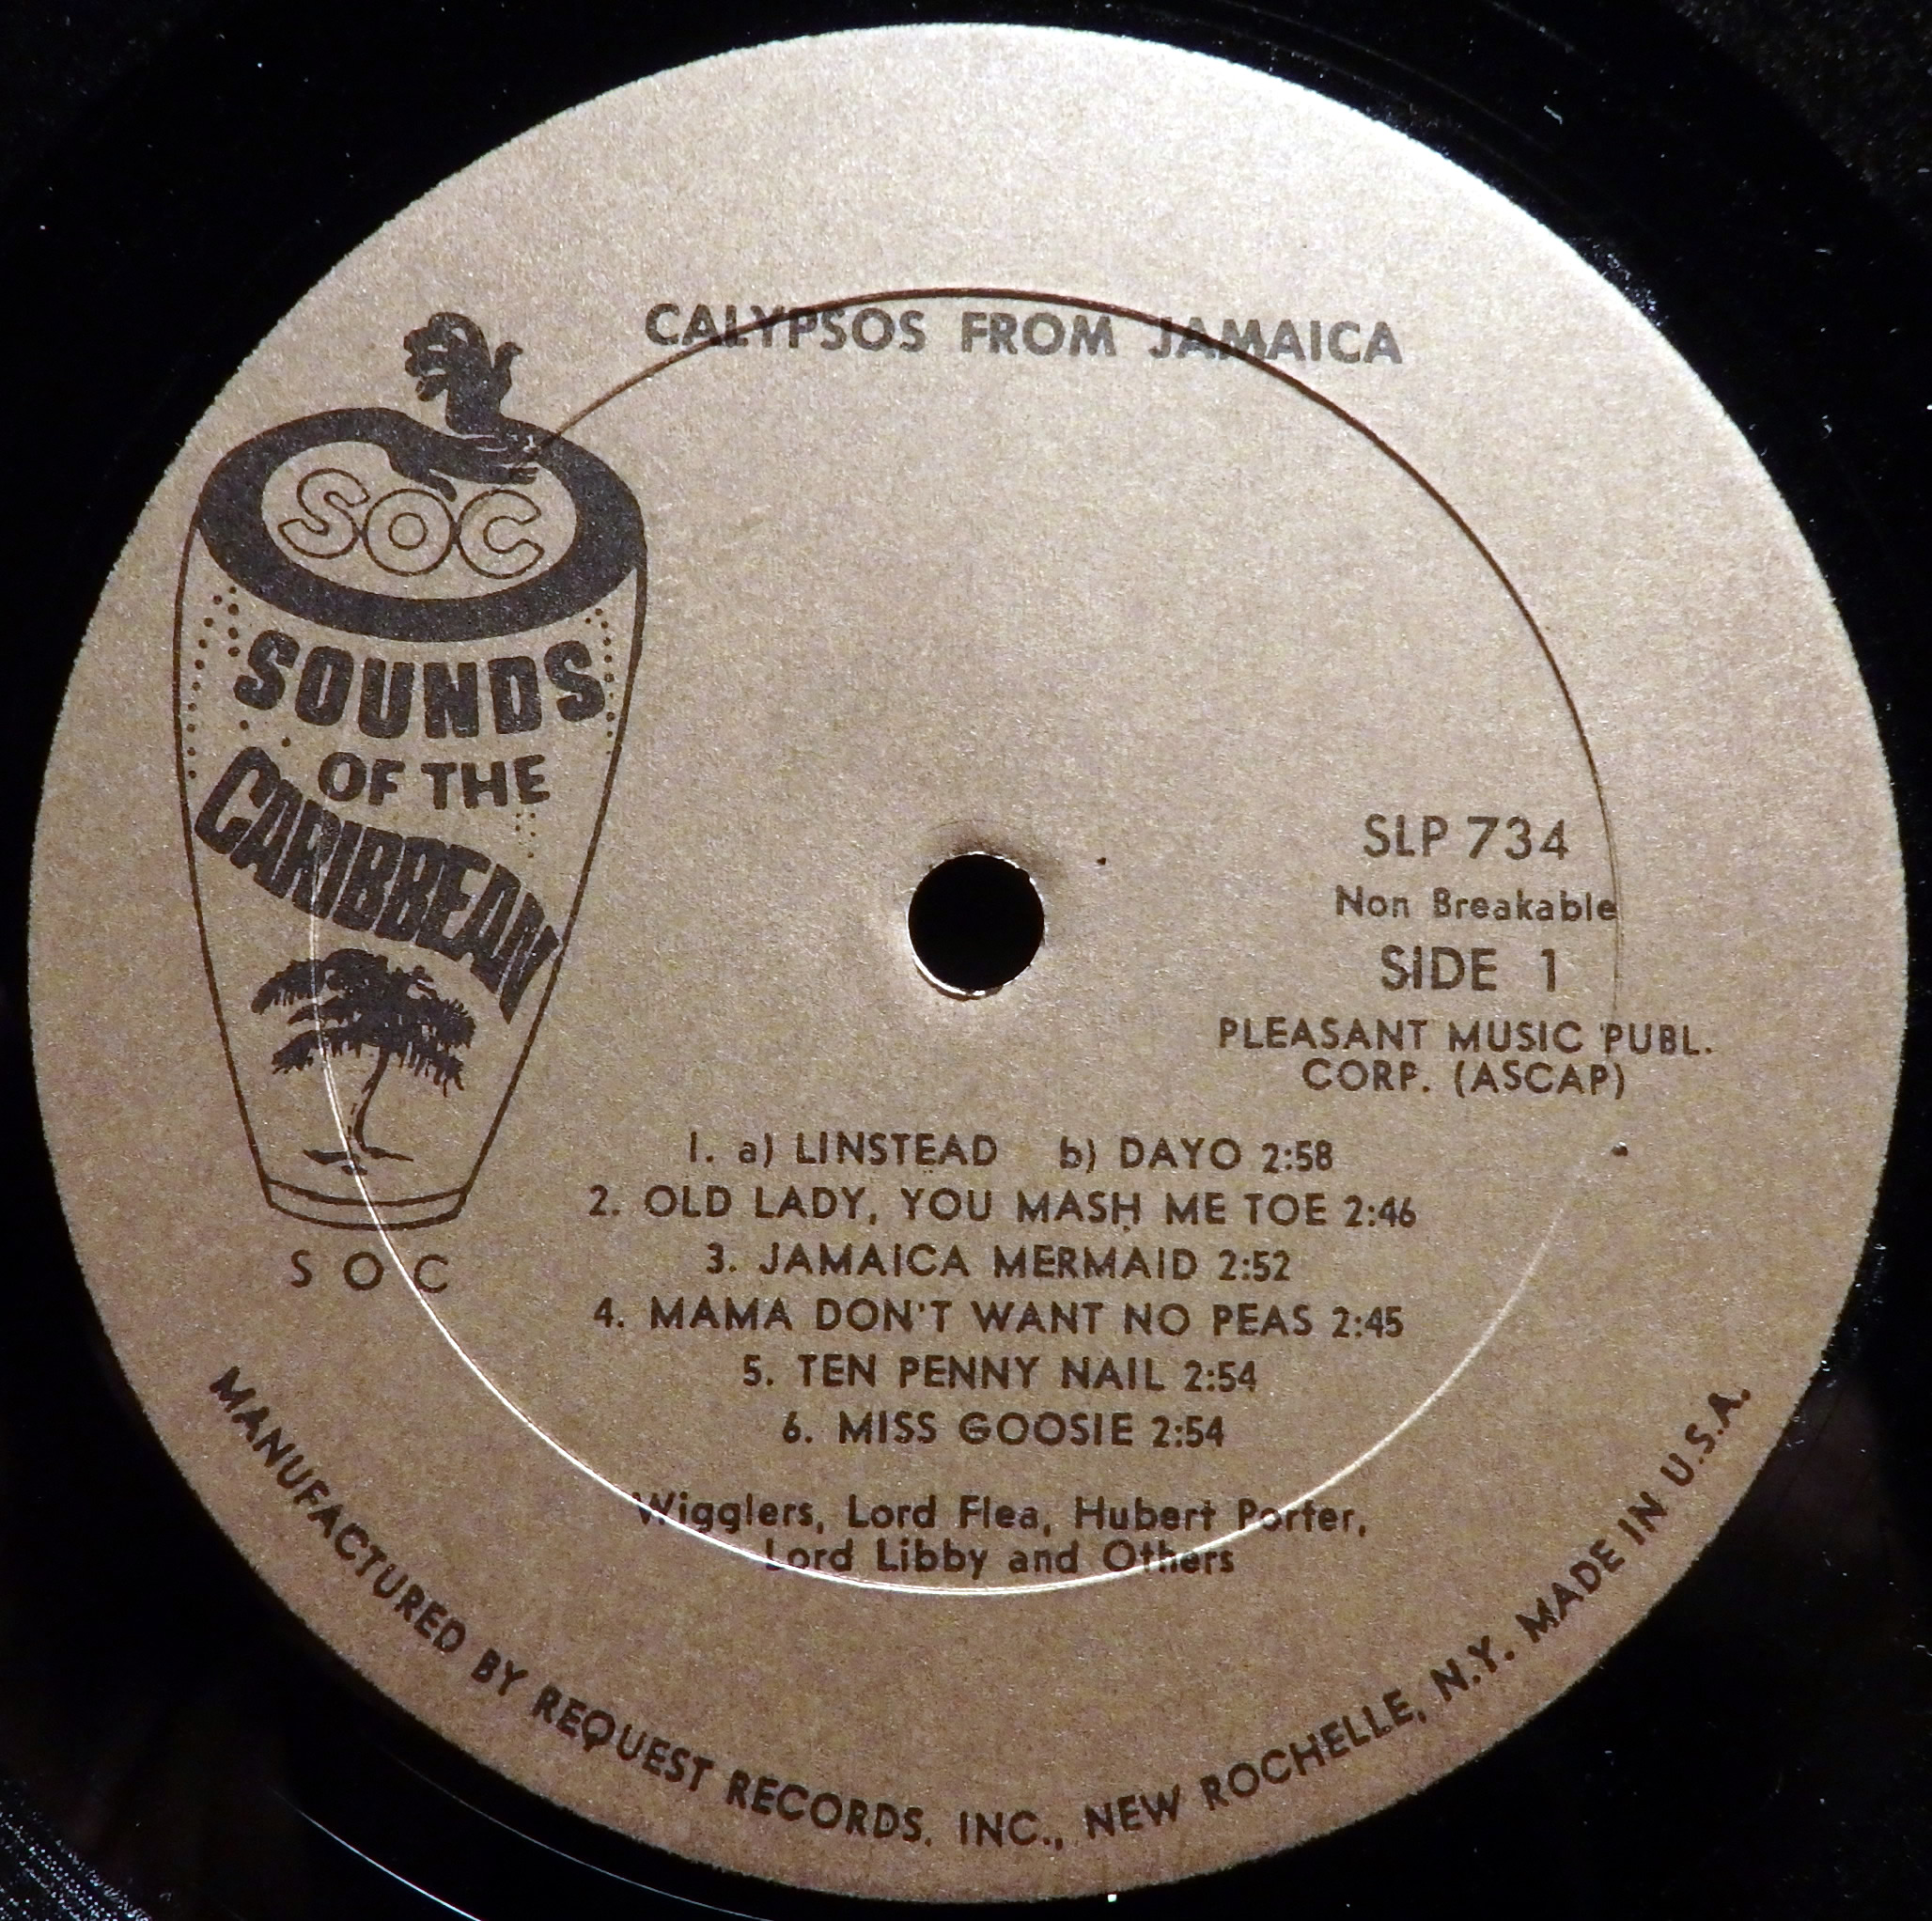 CALYPSOS FROM JAMAICA
SOC
SOUNDS
OF THE
CARIBBEAN
SOC
SLP 734
Non Breakable
SIDE 1
PLEASANT MUSIC PUBL.
CORP. (ASCAP)
1. a) LINSTEAD b) DAYO 2:58
2. OLD LADY, YOU MASH ME TOE 2:46
3. JAMAICA MERMAID 2:52
4. MAMA DON'T WANT NO PEAS 2:45
5. TEN PENNY NAIL 2:54
6. MISS GOOSIE 2:54
Wigglers, Lord Flea, Hubert Porter,
Lord Libby and Others
MANUFACTURED BY REQUEST RECORDS, INC., NEW ROCHELLE, N.Y. MADE IN U.S.A.